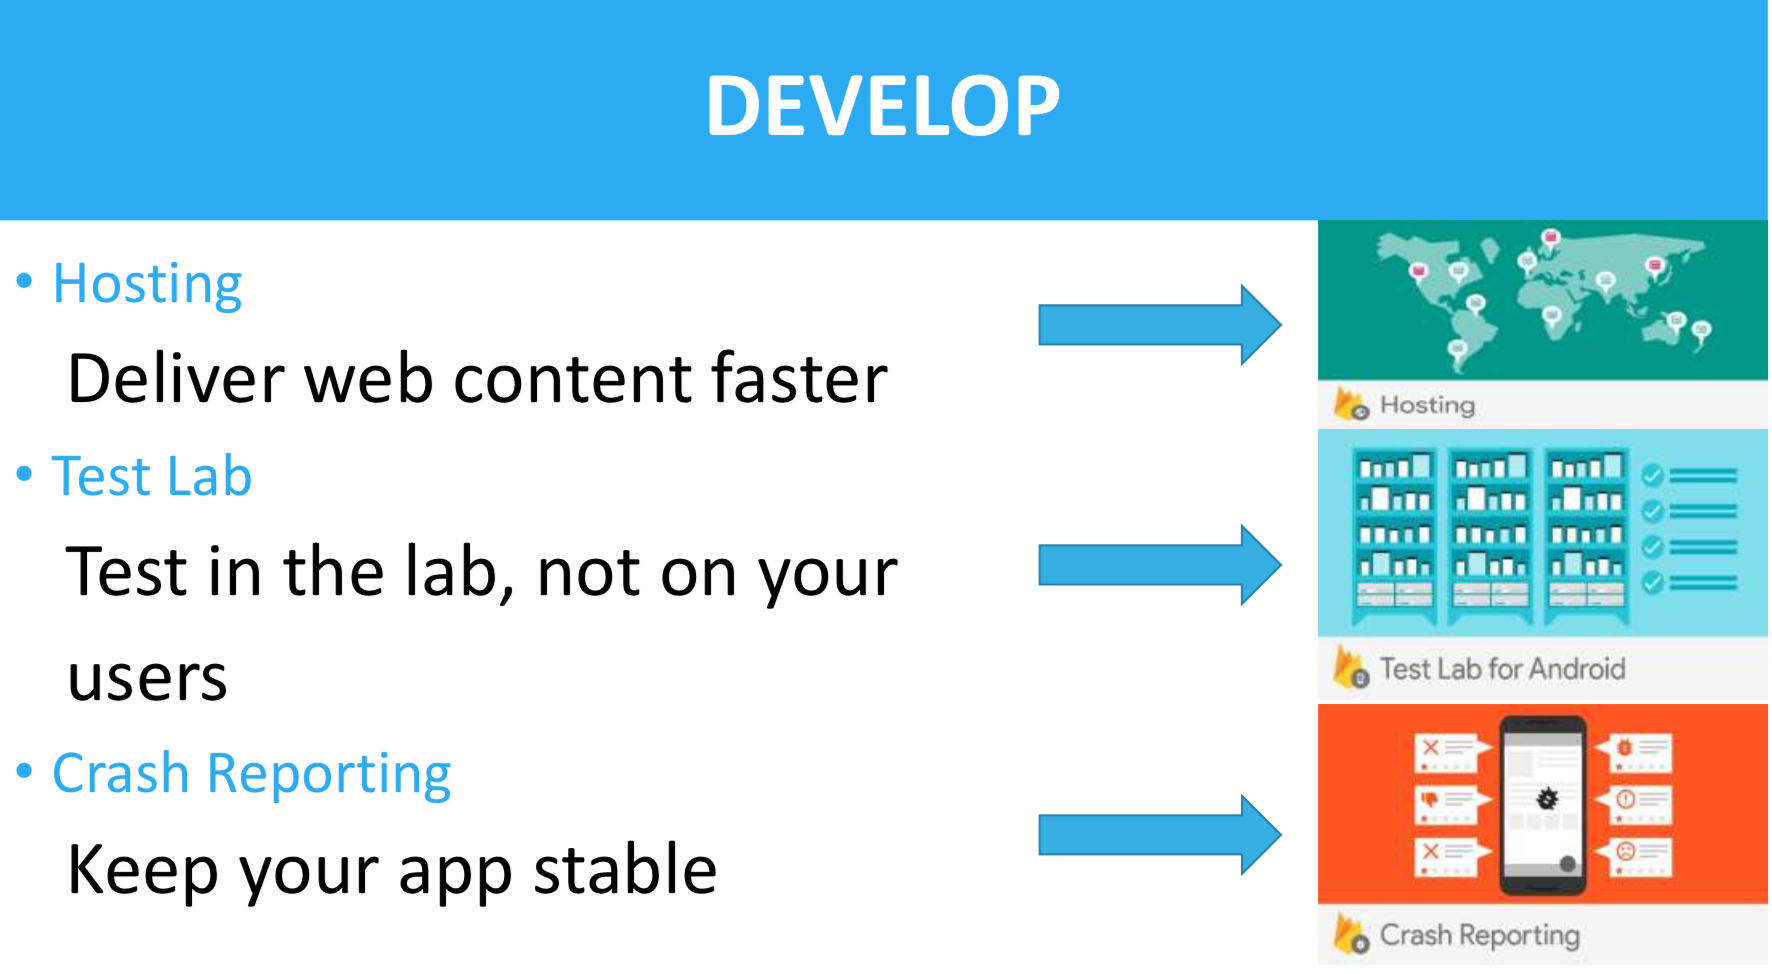 DEVELOP
• Hosting
Deliver web content faster
• Test Lab
Test in the lab, not on your
users
• Crash Reporting
Keep your app stable
Hosting
Test Lab for Android
Crash Reporting